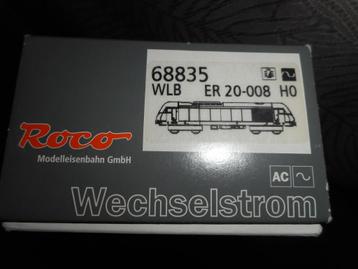 68835
WLB ER 20-008 H0
Roco
Modelleisenbahn GmbH
AC
Wechselstrom